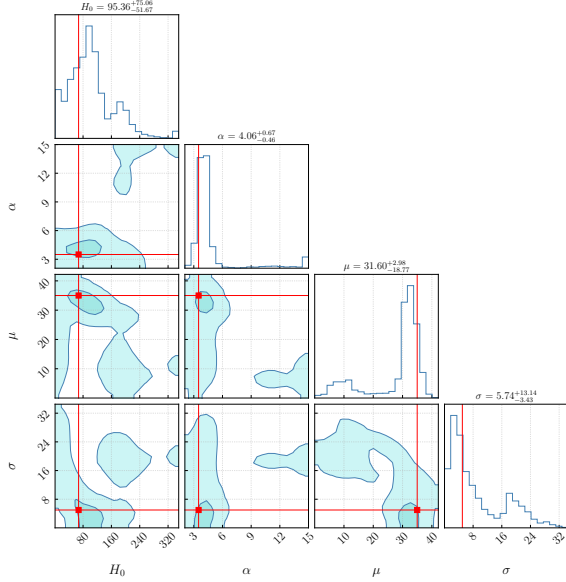 H₀ = 95.36⁺⁷⁵·⁰⁶₋₅₁.₆₇
α = 4.06⁺⁰·⁶⁷₋₀.₄₆
15
12
9
6
3
α
μ = 31.60⁺²·⁹⁸₋₁₈.₇₇
40
30
20
10
μ
σ = 5.74⁺¹³·¹⁴₋₃.₄₃
32
24
16
8
σ
80 160 240 320 3 6 9 12 15 10 20 30 40 8 16 24 32
H₀ α μ σ